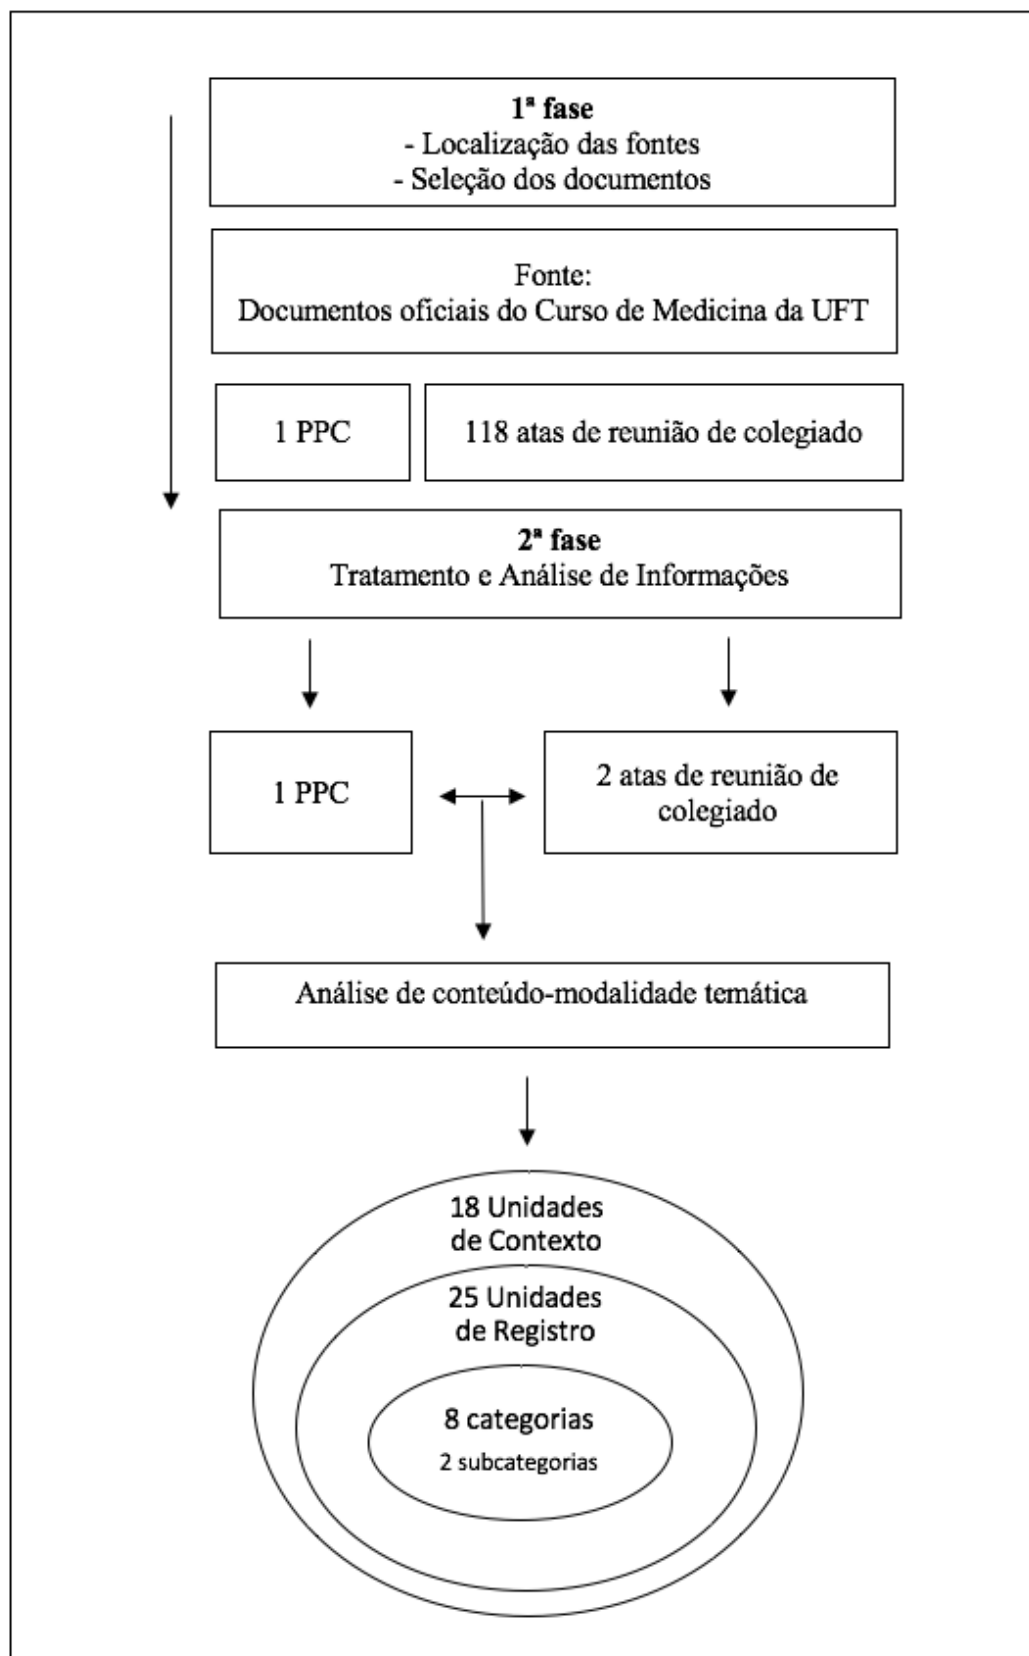 1ª fase
- Localização das fontes
- Seleção dos documentos
Fonte:
Documentos oficiais do Curso de Medicina da UFT
1 PPC
118 atas de reunião de colegiado
2ª fase
Tratamento e Análise de Informações
1 PPC
2 atas de reunião de
colegiado
Análise de conteúdo-modalidade temática
18 Unidades
de Contexto
25 Unidades
de Registro
8 categorias
2 subcategorias